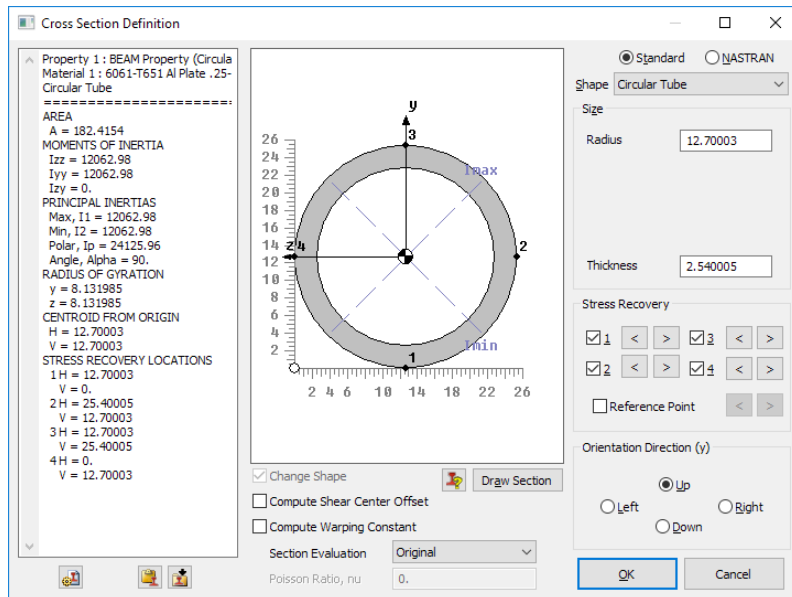 Cross Section Definition
Property 1 : BEAM Property (Circula
Material 1 : 6061-T651 Al Plate .25-
Circular Tube
==========================
AREA
A = 182.4154
MOMENTS OF INERTIA
Izz = 12062.98
Iyy = 12062.98
Izy = 0.
PRINCIPAL INERTIAS
Max, I1 = 12062.98
Min, I2 = 12062.98
Polar, Ip = 24125.96
Angle, Alpha = 90.
RADIUS OF GYRATION
y = 8.131985
z = 8.131985
CENTROID FROM ORIGIN
H = 12.70003
V = 12.70003
STRESS RECOVERY LOCATIONS
1 H = 12.70003
V = 0.
2 H = 25.40005
V = 12.70003
3 H = 12.70003
V = 25.40005
4 H = 0.
V = 12.70003
y
3
26
24
22
20
18
16
14
12
10
8
6
4
2
Imax
z 4
2
Imin
1
2 4 6 10 14 18 22 26
Change Shape
Draw Section
Compute Shear Center Offset
Compute Warping Constant
Section Evaluation Original
Poisson Ratio, nu 0.
Standard NASTRAN
Shape Circular Tube
Size
Radius 12.70003
Thickness 2.540005
Stress Recovery
1 < > 3 < >
2 < > 4 < >
Reference Point < >
Orientation Direction (y)
Up
Left Right
Down
OK Cancel